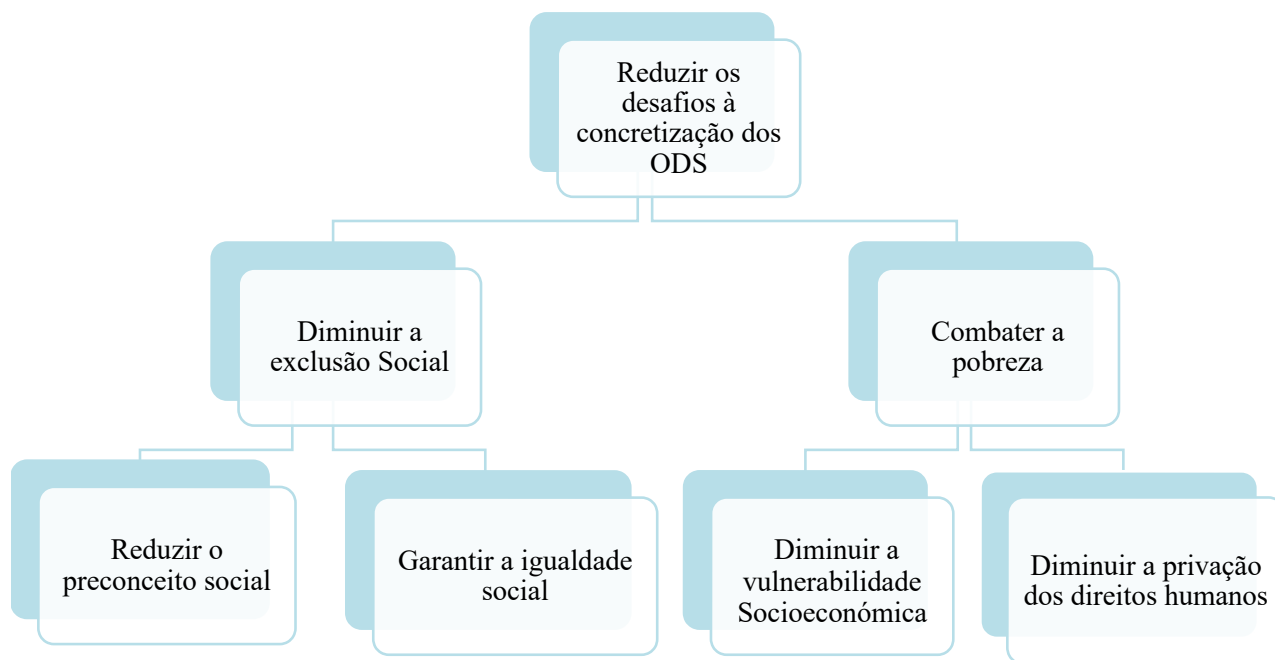 Reduzir os
desafios à
concretização dos
ODS
Diminuir a
exclusão Social
Combater a
pobreza
Reduzir o
preconceito social
Garantir a igualdade
social
Diminuir a
vulnerabilidade
Socioeconómica
Diminuir a privação
dos direitos humanos